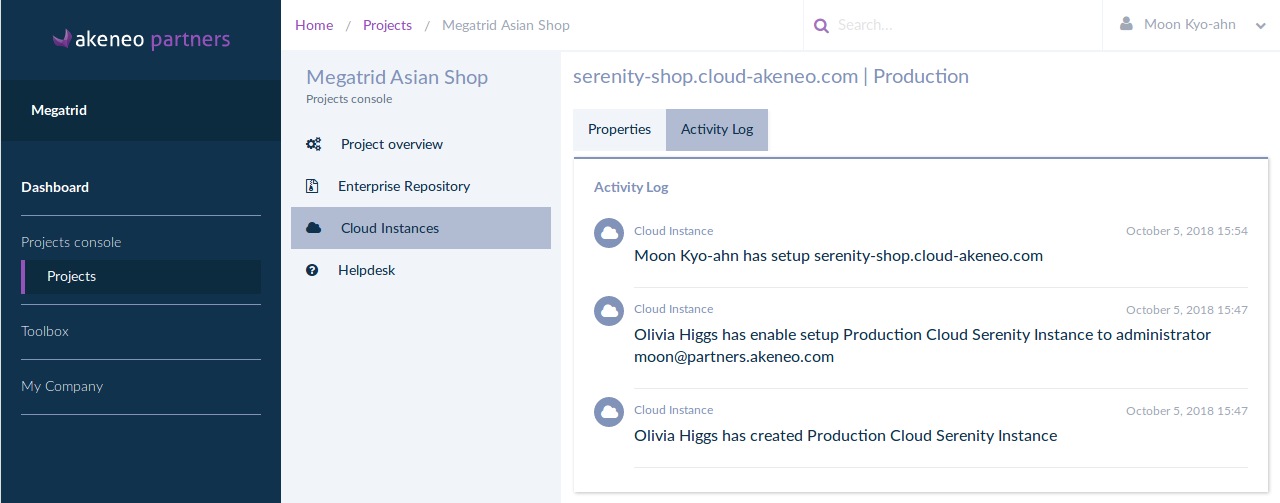 akeneo partners
Megatrid
Dashboard
Projects console
Projects
Toolbox
My Company
Home / Projects / Megatrid Asian Shop
Search...
Moon Kyo-ahn
Megatrid Asian Shop
Projects console
Project overview
Enterprise Repository
Cloud Instances
Helpdesk
serenity-shop.cloud-akeneo.com | Production
Properties
Activity Log
Activity Log
Cloud Instance
October 5, 2018 15:54
Moon Kyo-ahn has setup serenity-shop.cloud-akeneo.com
Cloud Instance
October 5, 2018 15:47
Olivia Higgs has enable setup Production Cloud Serenity Instance to administrator
moon@partners.akeneo.com
Cloud Instance
October 5, 2018 15:47
Olivia Higgs has created Production Cloud Serenity Instance